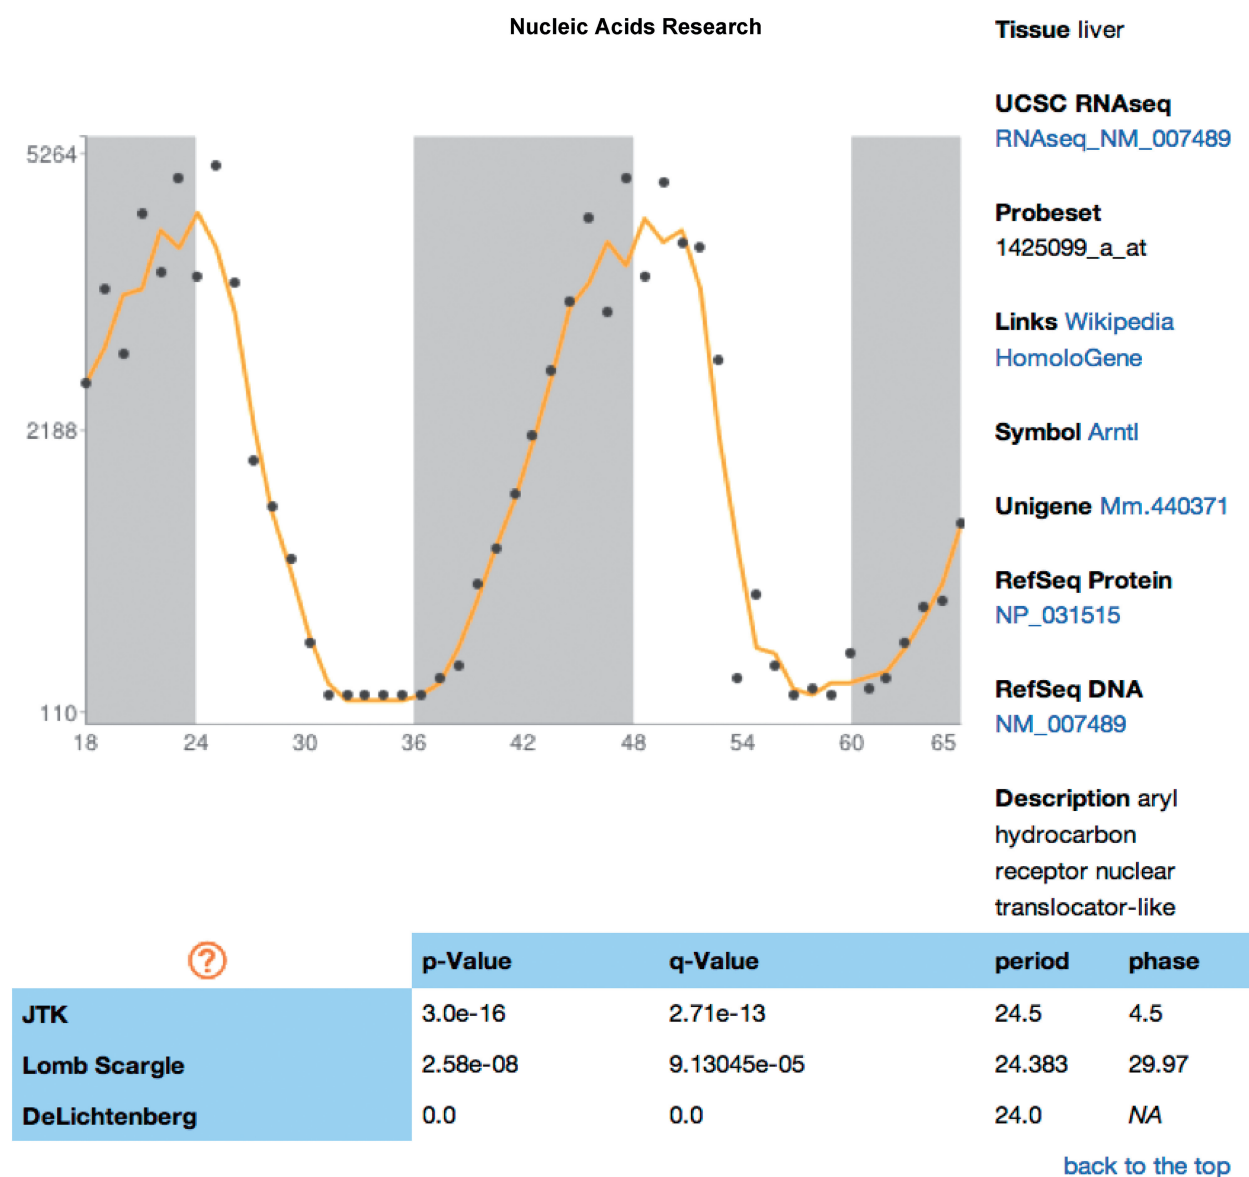 Nucleic Acids Research
Tissue liver
UCSC RNAseq
RNAseq_NM_007489
Probeset
1425099_a_at
Links Wikipedia
HomoloGene
Symbol Arntl
Unigene Mm.440371
RefSeq Protein
NP_031515
RefSeq DNA
NM_007489
Description aryl
hydrocarbon
receptor nuclear
translocator-like
5264
2188
110
18 24 30 36 42 48 54 60 65
? p-Value q-Value period phase
JTK 3.0e-16 2.71e-13 24.5 4.5
Lomb Scargle 2.58e-08 9.13045e-05 24.383 29.97
DeLichtenberg 0.0 0.0 24.0 NA
back to the top